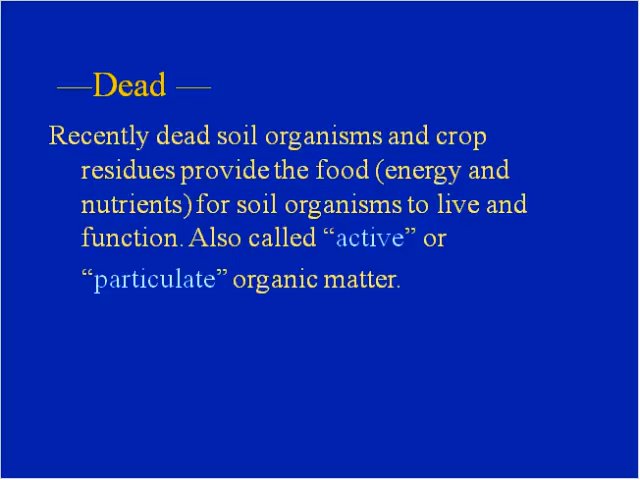 —Dead —
Recently dead soil organisms and crop
residues provide the food (energy and
nutrients) for soil organisms to live and
function. Also called “active” or
“particulate” organic matter.